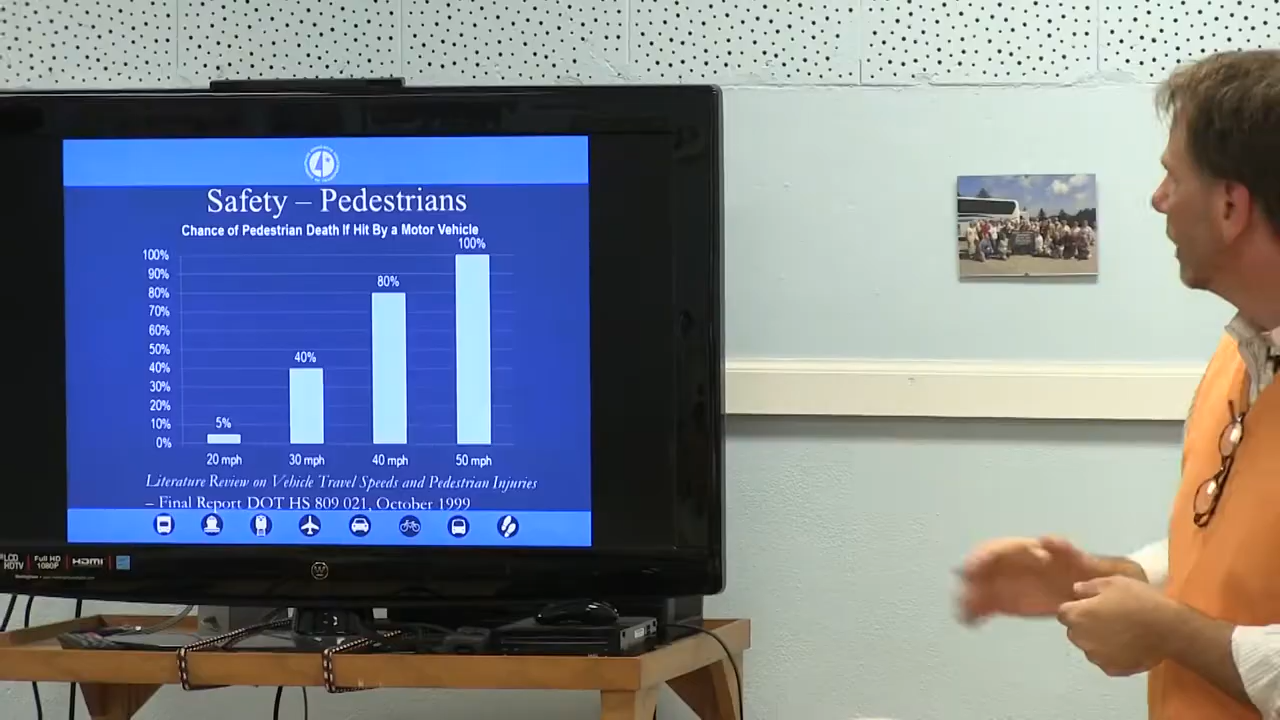 Safety – Pedestrians
Chance of Pedestrian Death If Hit By a Motor Vehicle
100%
90%
80%
70%
60%
50%
40%
30%
20%
10%
0%
5%
40%
80%
100%
20 mph
30 mph
40 mph
50 mph
Literature Review on Vehicle Travel Speeds and Pedestrian Injuries
– Final Report DOT HS 809 021, October 1999
LCD HDTV
Full HD 1080P
HDMI